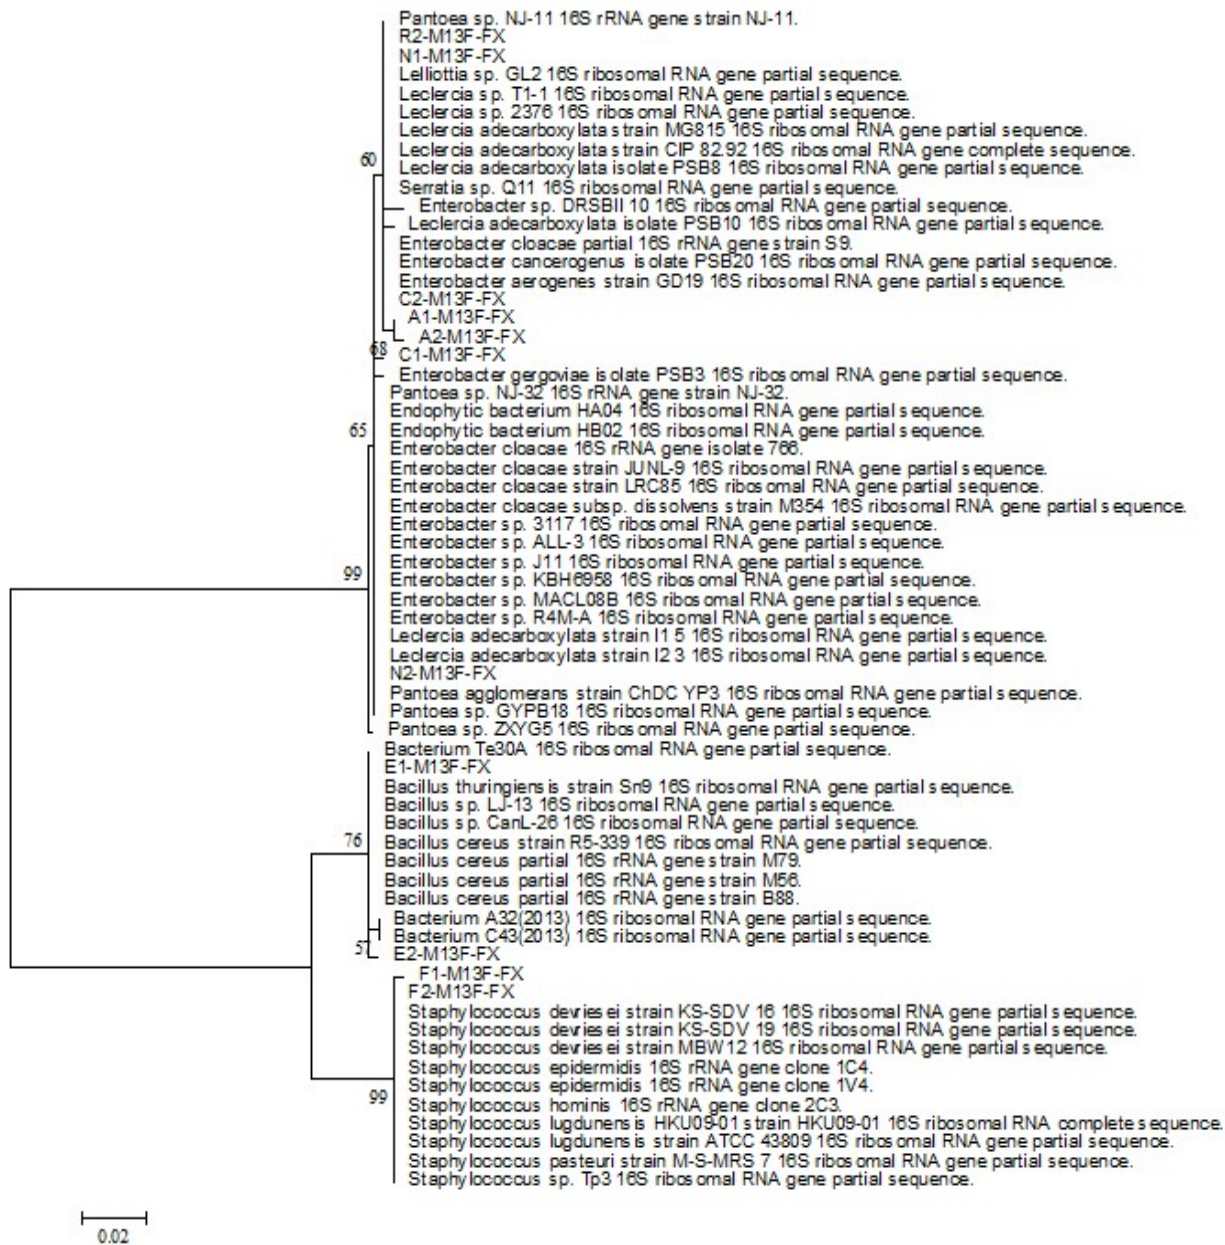 Pantoea sp. NJ-11 16S rRNA gene strain NJ-11.
R2-M13F-FX
N1-M13F-FX
Lelliottia sp. GL2 16S ribosomal RNA gene partial sequence.
Leclercia sp. T1-1 16S ribosomal RNA gene partial sequence.
Leclercia sp. 2376 16S ribosomal RNA gene partial sequence.
Leclercia adecarboxylata strain MG815 16S ribosomal RNA gene partial sequence.
Leclercia adecarboxylata strain CIP 82.92 16S ribosomal RNA gene complete sequence.
60
Leclercia adecarboxylata isolate PSB8 16S ribosomal RNA gene partial sequence.
Serratia sp. Q11 16S ribosomal RNA gene partial sequence.
Enterobacter sp. DRSBII 10 16S ribosomal RNA gene partial sequence.
Leclercia adecarboxylata isolate PSB10 16S ribosomal RNA gene partial sequence.
Enterobacter cloacae partial 16S rRNA gene strain S9.
Enterobacter cancerogenus isolate PSB20 16S ribosomal RNA gene partial sequence.
Enterobacter aerogenes strain GD19 16S ribosomal RNA gene partial sequence.
C2-M13F-FX
A1-M13F-FX
A2-M13F-FX
68
C1-M13F-FX
Enterobacter gergoviae isolate PSB3 16S ribosomal RNA gene partial sequence.
Pantoea sp. NJ-32 16S rRNA gene strain NJ-32.
Endophytic bacterium HA04 16S ribosomal RNA gene partial sequence.
65
Endophytic bacterium HB02 16S ribosomal RNA gene partial sequence.
Enterobacter cloacae 16S rRNA gene isolate 766.
Enterobacter cloacae strain JUNL-9 16S ribosomal RNA gene partial sequence.
Enterobacter cloacae strain LRC85 16S ribosomal RNA gene partial sequence.
Enterobacter cloacae subsp. dissolvens strain M354 16S ribosomal RNA gene partial sequence.
Enterobacter sp. 3117 16S ribosomal RNA gene partial sequence.
Enterobacter sp. ALL-3 16S ribosomal RNA gene partial sequence.
Enterobacter sp. J11 16S ribosomal RNA gene partial sequence.
99
Enterobacter sp. KBH6958 16S ribosomal RNA gene partial sequence.
Enterobacter sp. MACL08B 16S ribosomal RNA gene partial sequence.
Enterobacter sp. R4M-A 16S ribosomal RNA gene partial sequence.
Leclercia adecarboxylata strain I1 5 16S ribosomal RNA gene partial sequence.
Leclercia adecarboxylata strain I2 3 16S ribosomal RNA gene partial sequence.
N2-M13F-FX
Pantoea agglomerans strain ChDC YP3 16S ribosomal RNA gene partial sequence.
Pantoea sp. GYPB18 16S ribosomal RNA gene partial sequence.
Pantoea sp. ZXYG5 16S ribosomal RNA gene partial sequence.
Bacterium Te30A 16S ribosomal RNA gene partial sequence.
E1-M13F-FX
Bacillus thuringiensis strain Sn9 16S ribosomal RNA gene partial sequence.
Bacillus sp. LJ-13 16S ribosomal RNA gene partial sequence.
Bacillus sp. CanL-26 16S ribosomal RNA gene partial sequence.
76
Bacillus cereus strain R5-339 16S ribosomal RNA gene partial sequence.
Bacillus cereus partial 16S rRNA gene strain M79.
Bacillus cereus partial 16S rRNA gene strain M56.
Bacillus cereus partial 16S rRNA gene strain B88.
Bacterium A32(2013) 16S ribosomal RNA gene partial sequence.
Bacterium C43(2013) 16S ribosomal RNA gene partial sequence.
57
E2-M13F-FX
F1-M13F-FX
F2-M13F-FX
Staphylococcus devriesei strain KS-SDV 16 16S ribosomal RNA gene partial sequence.
Staphylococcus devriesei strain KS-SDV 19 16S ribosomal RNA gene partial sequence.
Staphylococcus devriesei strain MBW12 16S ribosomal RNA gene partial sequence.
Staphylococcus epidermidis 16S rRNA gene clone 1C4.
Staphylococcus epidermidis 16S rRNA gene clone 1V4.
99
Staphylococcus hominis 16S rRNA gene clone 2C3.
Staphylococcus lugdunensis HKU09-01 strain HKU09-01 16S ribosomal RNA complete sequence.
Staphylococcus lugdunensis strain ATCC 43809 16S ribosomal RNA gene partial sequence.
Staphylococcus pasteuri strain M-S-MRS 7 16S ribosomal RNA gene partial sequence.
Staphylococcus sp. Tp3 16S ribosomal RNA gene partial sequence.
0.02